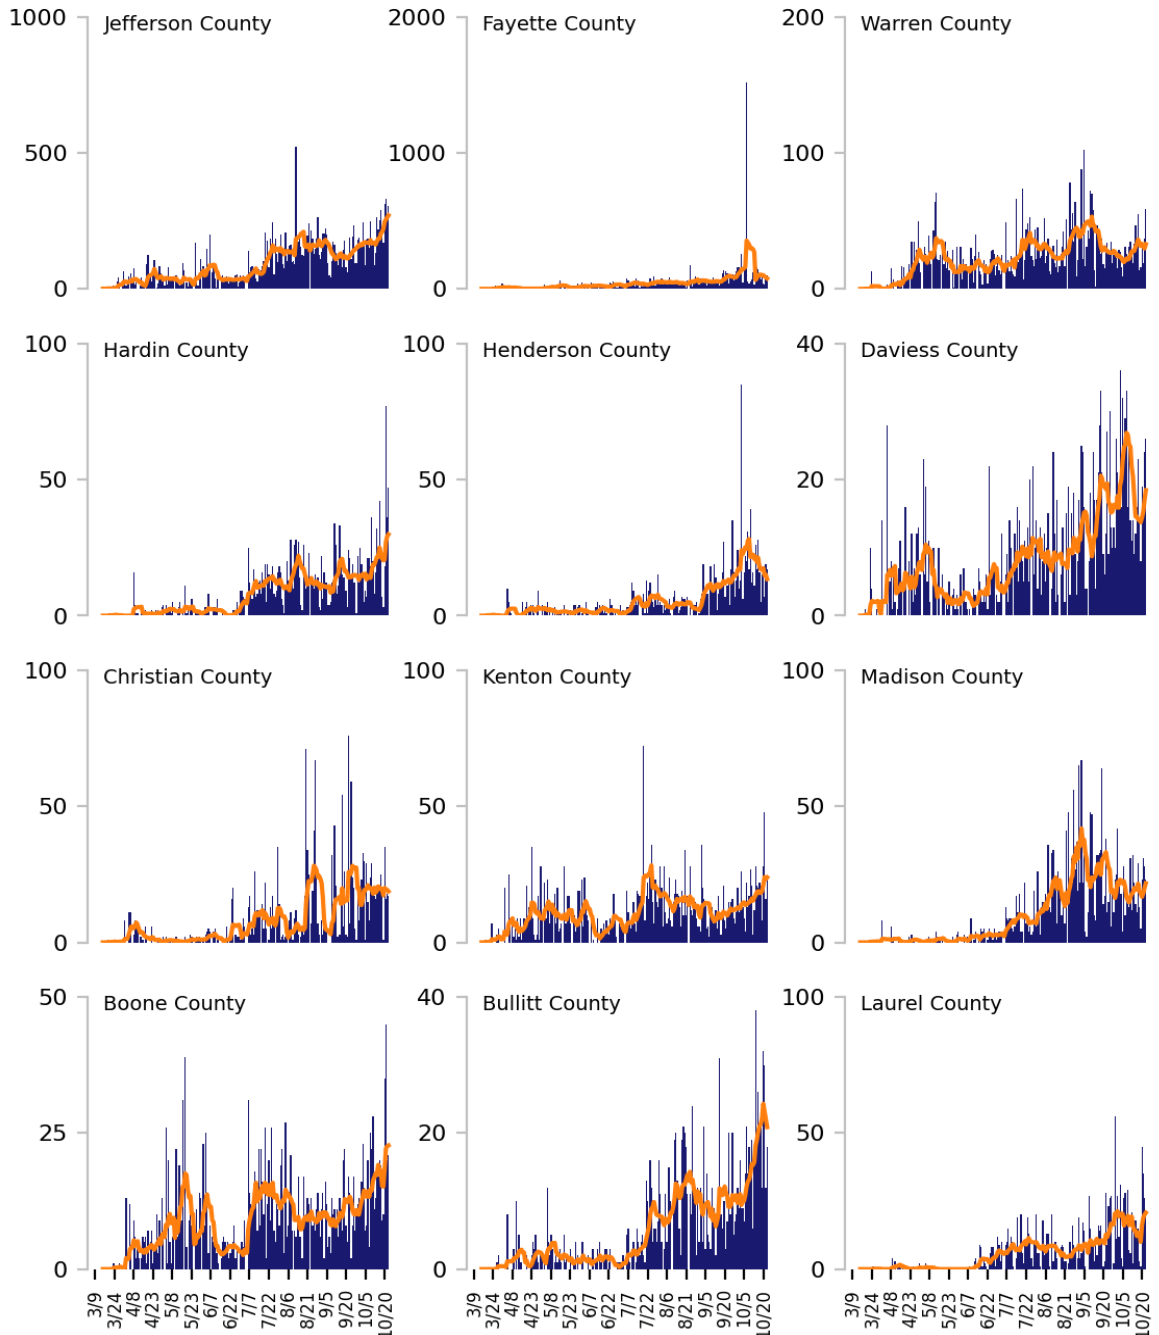 1000
Jefferson County
500
0
2000
Fayette County
1000
0
200
Warren County
100
0
100
Hardin County
50
0
100
Henderson County
50
0
40
Daviess County
20
0
100
Christian County
50
0
100
Kenton County
50
0
100
Madison County
50
0
50
Boone County
25
0
3/9 3/24 4/8 4/23 5/8 5/23 6/7 6/22 7/7 7/22 8/6 8/21 9/5 9/20 10/5 10/20
40
Bullitt County
20
0
3/9 3/24 4/8 4/23 5/8 5/23 6/7 6/22 7/7 7/22 8/6 8/21 9/5 9/20 10/5 10/20
100
Laurel County
50
0
3/9 3/24 4/8 4/23 5/8 5/23 6/7 6/22 7/7 7/22 8/6 8/21 9/5 9/20 10/5 10/20